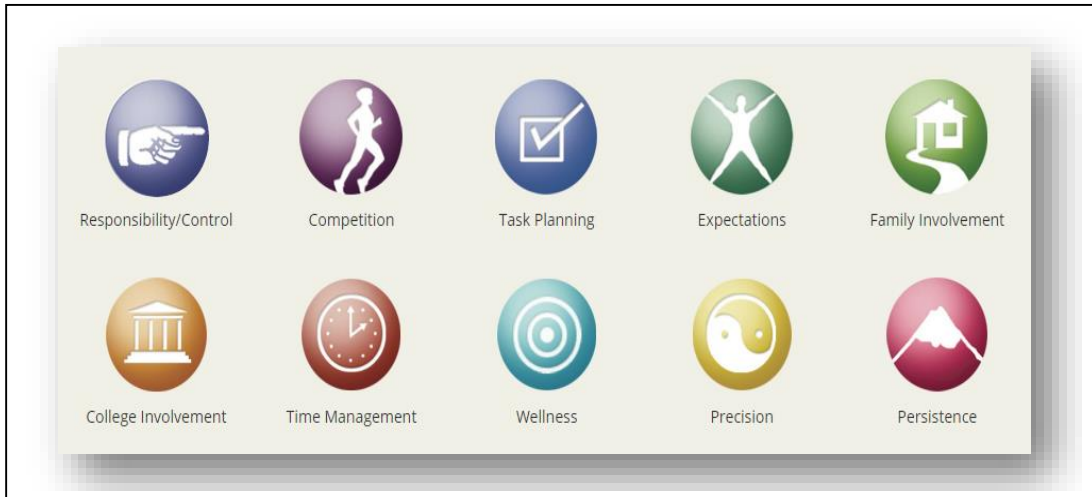 Responsibility/Control
Competition
Task Planning
Expectations
Family Involvement
College Involvement
Time Management
Wellness
Precision
Persistence